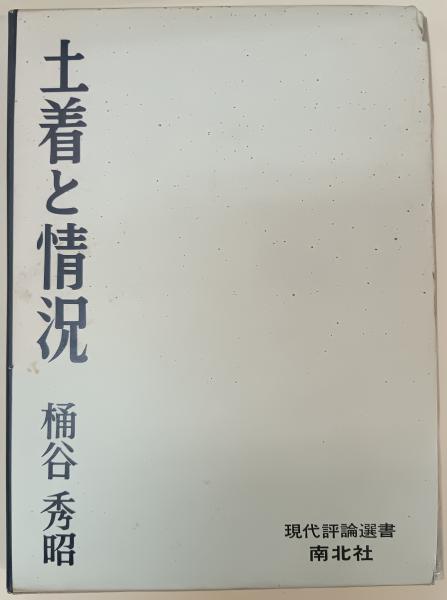 土着と情況
桶谷秀昭
現代評論選書
南北社